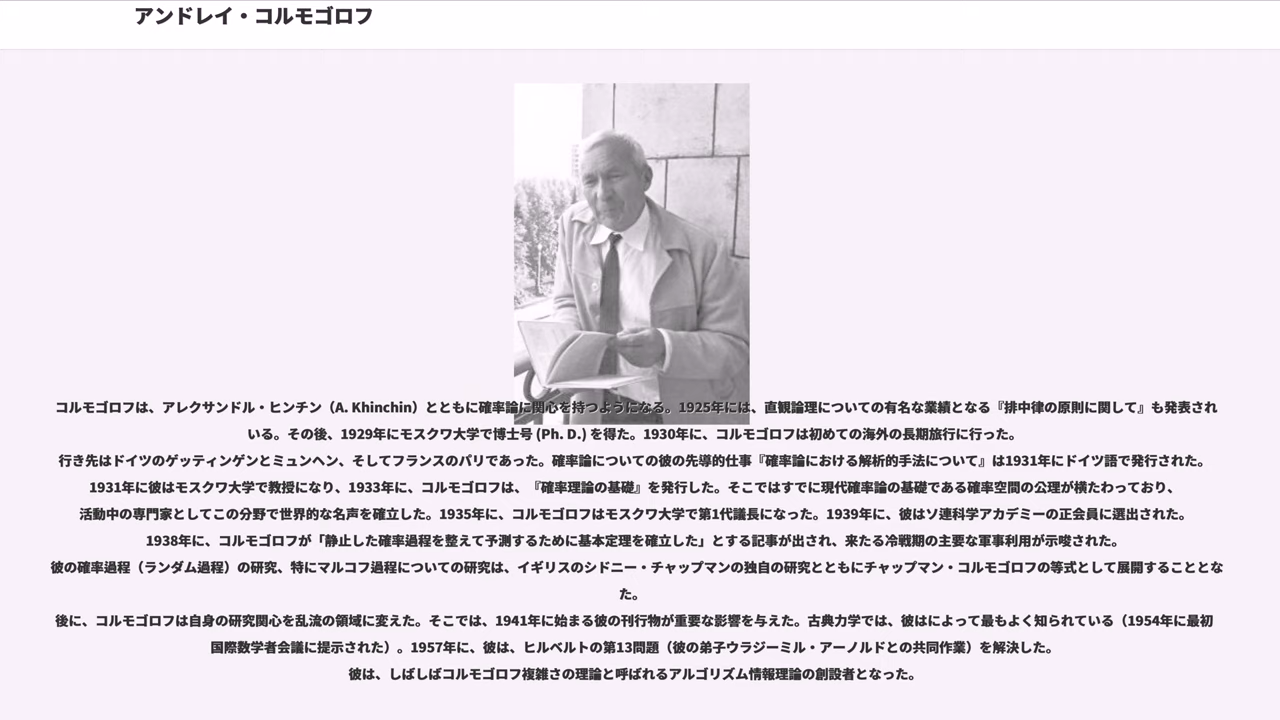 アンドレイ・コルモゴロフ
コルモゴロフは、アレクサンドル・ヒンチン（A. Khinchin）とともに確率論に関心を持つようになる。1925年には、直観論理についての有名な業績となる『排中律の原則に関して』も発表され
いる。その後、1929年にモスクワ大学で博士号 (Ph. D.) を得た。1930年に、コルモゴロフは初めての海外の長期旅行に行った。
行き先はドイツのゲッティンゲンとミュンヘン、そしてフランスのパリであった。確率論についての彼の先導的仕事『確率論における解析的手法について』は1931年にドイツ語で発行された。
1931年に彼はモスクワ大学で教授になり、1933年に、コルモゴロフは、『確率理論の基礎』を発行した。そこではすでに現代確率論の基礎である確率空間の公理が横たわっており、
活動中の専門家としてこの分野で世界的な名声を確立した。1935年に、コルモゴロフはモスクワ大学で第1代議長になった。1939年に、彼はソ連科学アカデミーの正会員に選出された。
1938年に、コルモゴロフが「静止した確率過程を整えて予測するために基本定理を確立した」とする記事が出され、来たる冷戦期の主要な軍事利用が示唆された。
彼の確率過程（ランダム過程）の研究、特にマルコフ過程についての研究は、イギリスのシドニー・チャップマンの独自の研究とともにチャップマン・コルモゴロフの等式として展開することとな
た。
後に、コルモゴロフは自身の研究関心を乱流の領域に変えた。そこでは、1941年に始まる彼の刊行物が重要な影響を与えた。古典力学では、彼はによって最もよく知られている（1954年に最初
国際数学者会議に提示された）。1957年に、彼は、ヒルベルトの第13問題（彼の弟子ウラジーミル・アーノルドとの共同作業）を解決した。
彼は、しばしばコルモゴロフ複雑さの理論と呼ばれるアルゴリズム情報理論の創設者となった。